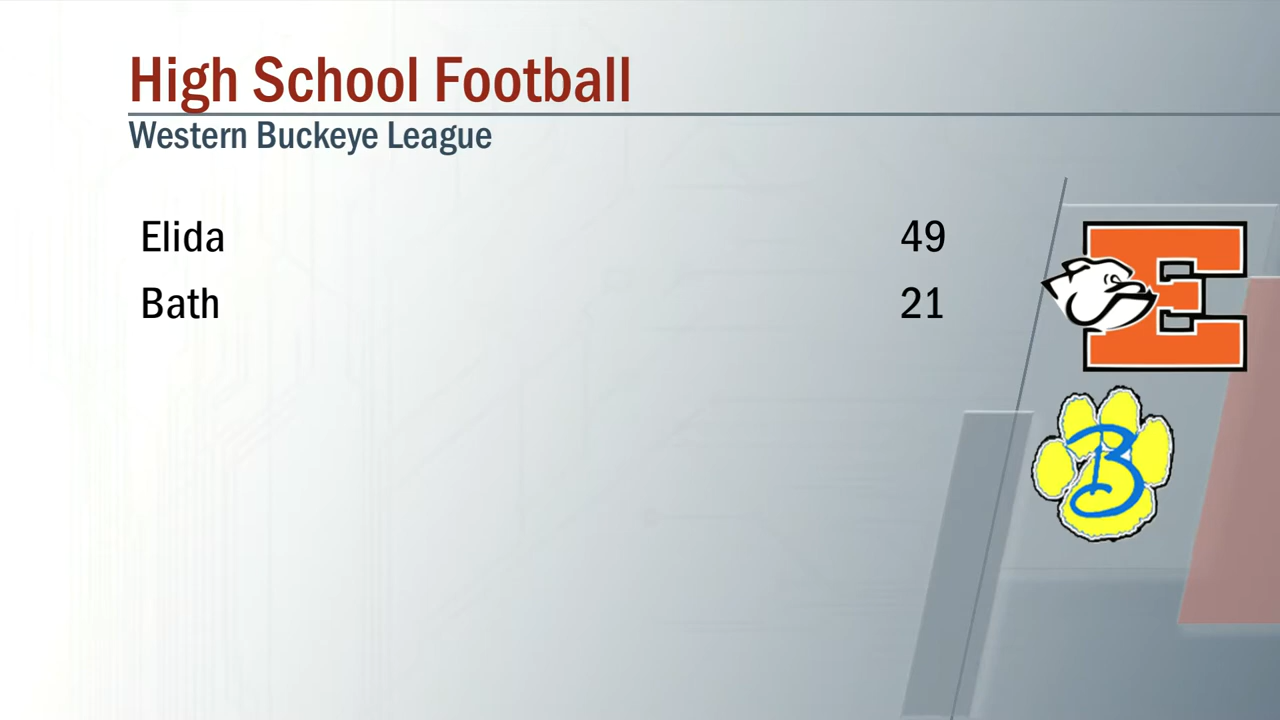 High School Football
Western Buckeye League
Elida 49
Bath 21
E
B